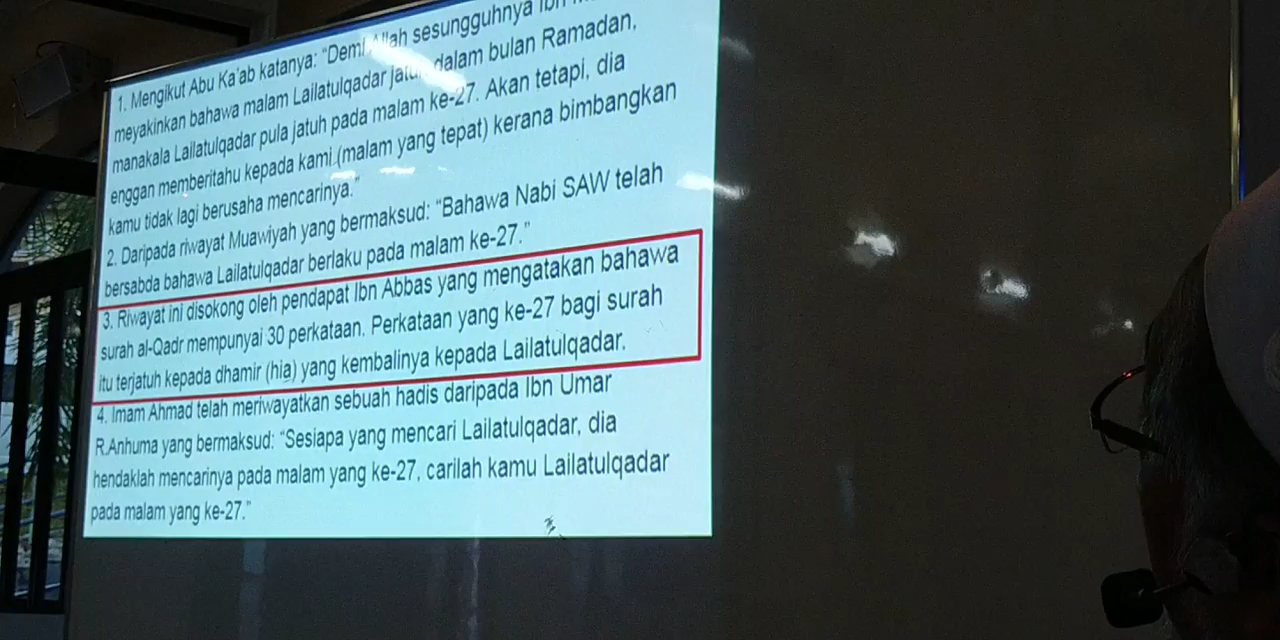 1. Mengikut Abu Ka'ab katanya: "Demi Allah sesungguhnya Ibn
meyakinkan bahawa malam Lailatulqadar jatuh dalam bulan Ramadan,
manakala Lailatulqadar pula jatuh pada malam ke-27. Akan tetapi, dia
enggan memberitahu kepada kami (malam yang tepat) kerana bimbangkan
kamu tidak lagi berusaha mencarinya."
2. Daripada riwayat Muawiyah yang bermaksud: "Bahawa Nabi SAW telah
bersabda bahawa Lailatulqadar berlaku pada malam ke-27."
3. Riwayat ini disokong oleh pendapat Ibn Abbas yang mengatakan bahawa
surah al-Qadr mempunyai 30 perkataan. Perkataan yang ke-27 bagi surah
itu terjatuh kepada dhamir (hia) yang kembalinya kepada Lailatulqadar.
4. Imam Ahmad telah meriwayatkan sebuah hadis daripada Ibn Umar
R.Anhuma yang bermaksud: "Sesiapa yang mencari Lailatulqadar, dia
hendaklah mencarinya pada malam yang ke-27, carilah kamu Lailatulqadar
pada malam yang ke-27."